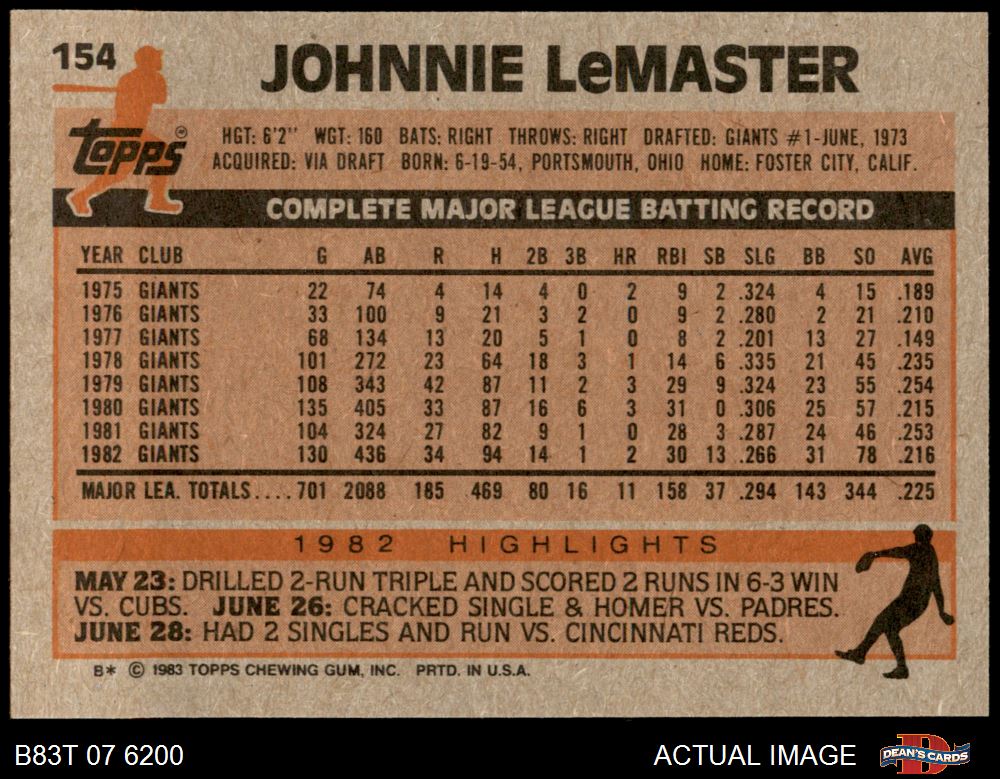 154
JOHNNIE LeMASTER
topps®
HGT: 6'2'' WGT: 160 BATS: RIGHT THROWS: RIGHT DRAFTED: GIANTS #1-JUNE, 1973
ACQUIRED: VIA DRAFT BORN: 6-19-54, PORTSMOUTH, OHIO HOME: FOSTER CITY, CALIF.
COMPLETE MAJOR LEAGUE BATTING RECORD
YEAR CLUB G AB R H 2B 3B HR RBI SB SLG BB SO AVG
1975 GIANTS 22 74 4 14 4 0 2 9 2 .324 4 15 .189
1976 GIANTS 33 100 9 21 3 2 0 9 2 .280 2 21 .210
1977 GIANTS 68 134 13 20 5 1 0 8 2 .201 13 27 .149
1978 GIANTS 101 272 23 64 18 3 1 14 6 .335 21 45 .235
1979 GIANTS 108 343 42 87 11 2 3 29 9 .324 23 55 .254
1980 GIANTS 135 405 33 87 16 6 3 31 0 .306 25 57 .215
1981 GIANTS 104 324 27 82 9 1 0 28 3 .287 24 46 .253
1982 GIANTS 130 436 34 94 14 1 2 30 13 .266 31 78 .216
MAJOR LEA. TOTALS.... 701 2088 185 469 80 16 11 158 37 .294 143 344 .225
1982 HIGHLIGHTS
MAY 23: DRILLED 2-RUN TRIPLE AND SCORED 2 RUNS IN 6-3 WIN
VS. CUBS. JUNE 26: CRACKED SINGLE & HOMER VS. PADRES.
JUNE 28: HAD 2 SINGLES AND RUN VS. CINCINNATI REDS.
B* © 1983 TOPPS CHEWING GUM, INC. PRTD. IN U.S.A.
B83T 07 6200 ACTUAL IMAGE DEAN'S CARDS